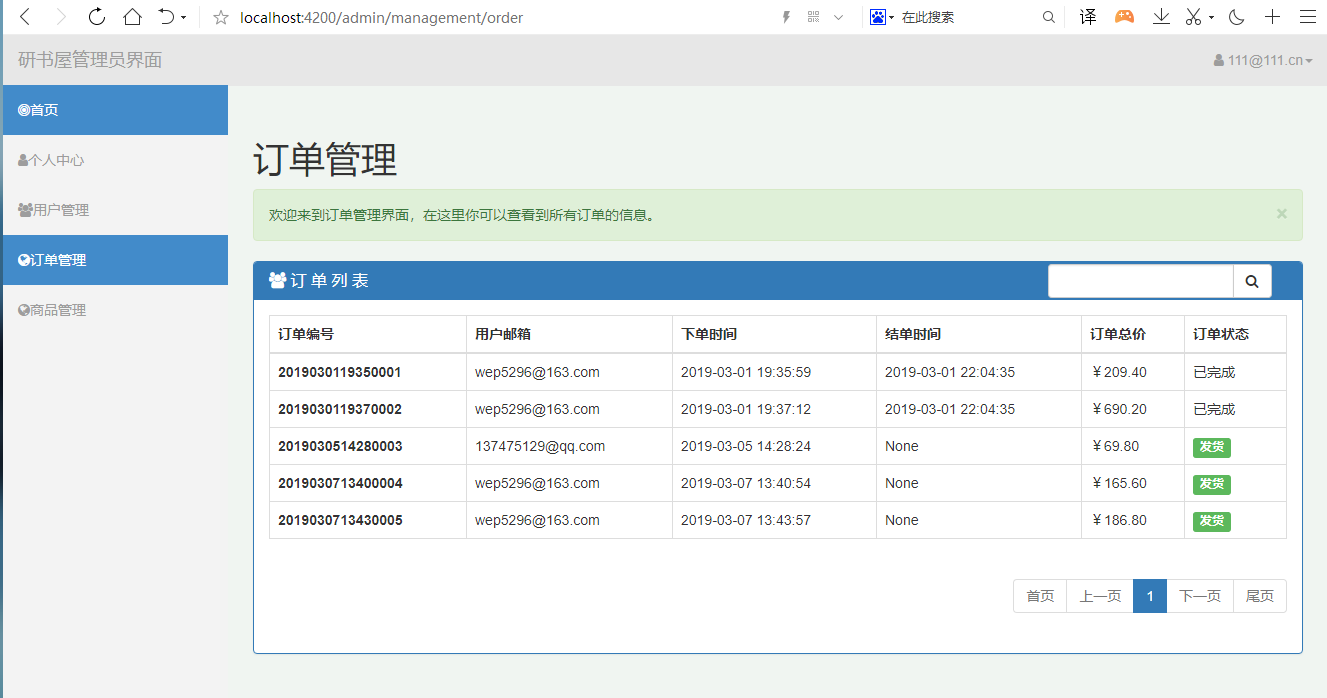 localhost:4200/admin/management/order
在此搜索
译
研书屋管理员界面
111@111.cn
首页
个人中心
用户管理
订单管理
商品管理
订单管理
欢迎来到订单管理界面，在这里你可以查看到所有订单的信息。
×
订单列表
订单编号 用户邮箱 下单时间 结单时间 订单总价 订单状态
2019030119350001 wep5296@163.com 2019-03-01 19:35:59 2019-03-01 22:04:35 ￥209.40 已完成
2019030119370002 wep5296@163.com 2019-03-01 19:37:12 2019-03-01 22:04:35 ￥690.20 已完成
2019030514280003 137475129@qq.com 2019-03-05 14:28:24 None ￥69.80 发货
2019030713400004 wep5296@163.com 2019-03-07 13:40:54 None ￥165.60 发货
2019030713430005 wep5296@163.com 2019-03-07 13:43:57 None ￥186.80 发货
首页 上一页 1 下一页 尾页